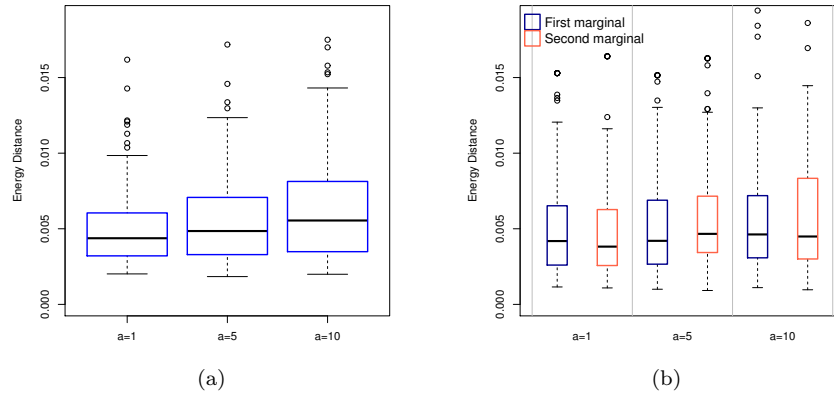 0.015
0.010
0.005
0.000
Energy Distance
a=1 a=5 a=10
(a)
First marginal
Second marginal
0.015
0.010
0.005
0.000
Energy Distance
a=1 a=5 a=10
(b)